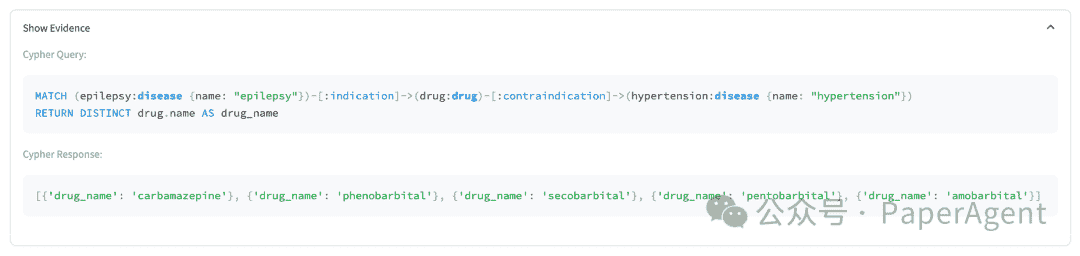 Show Evidence
Cypher Query:
MATCH (epilepsy:disease {name: "epilepsy"})-[:indication]->(drug:drug)-[:contraindication]->(hypertension:disease {name: "hypertension"})
RETURN DISTINCT drug.name AS drug_name
Cypher Response:
[{'drug_name': 'carbamazepine'}, {'drug_name': 'phenobarbital'}, {'drug_name': 'secobarbital'}, {'drug_name': 'pentobarbital'}, {'drug_name': 'amobarbital'}]
公众号 · PaperAgent